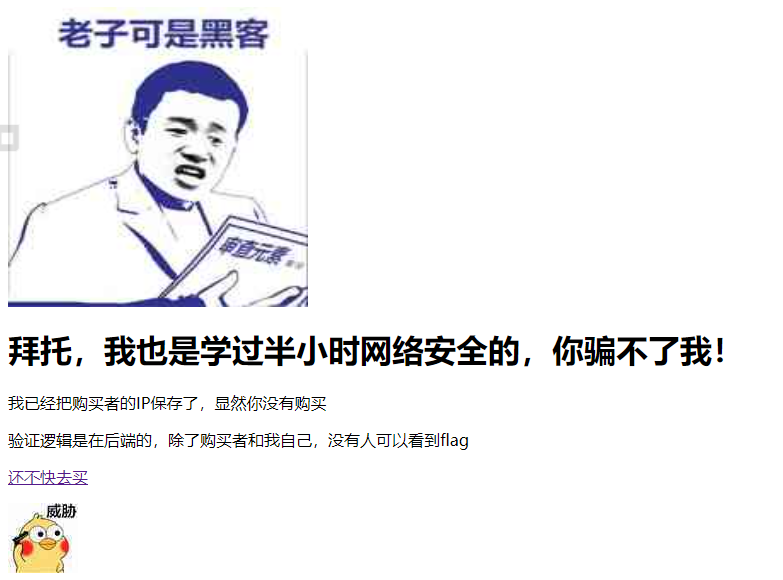 老子可是黑客
审查元素
拜托，我也是学过半小时网络安全的，你骗不了我！
我已经把购买者的IP保存了，显然你没有购买
验证逻辑是在后端的，除了购买者和我自己，没有人可以看到flag
还不快去买
威胁